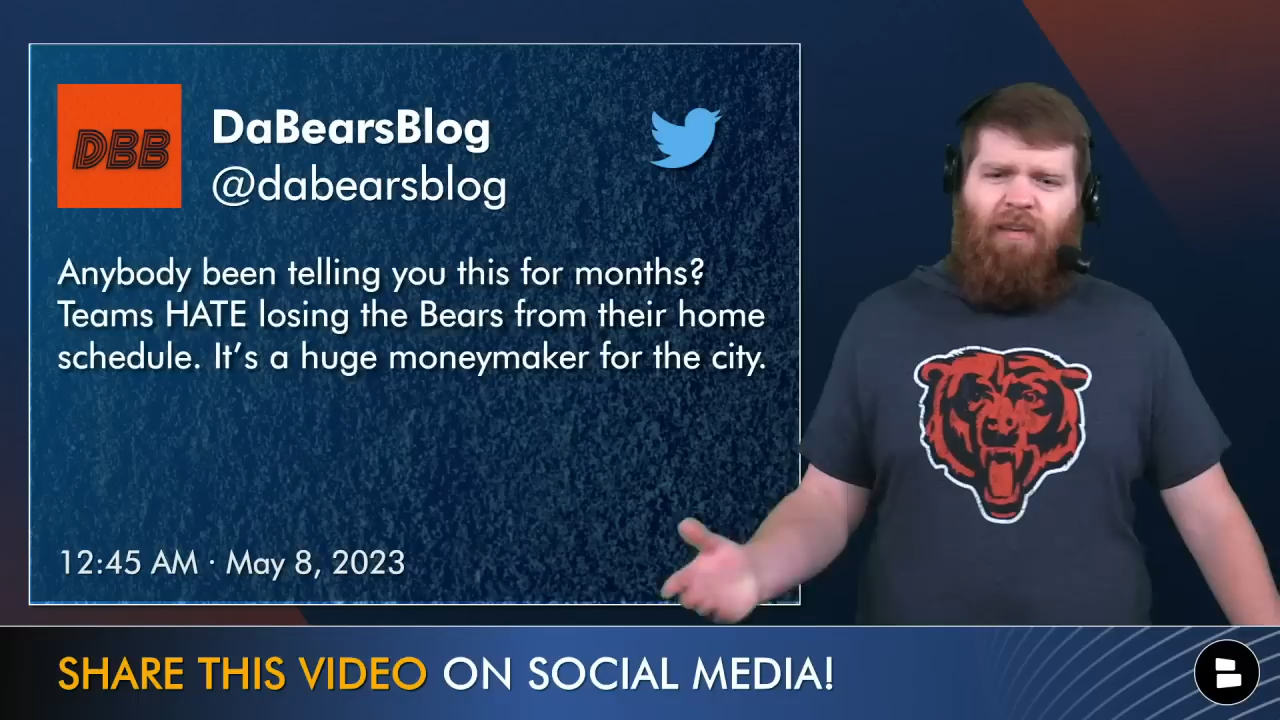 DBB
DaBearsBlog
@dabearsblog
Anybody been telling you this for months?
Teams HATE losing the Bears from their home
schedule. It’s a huge moneymaker for the city.
12:45 AM · May 8, 2023
SHARE THIS VIDEO ON SOCIAL MEDIA!